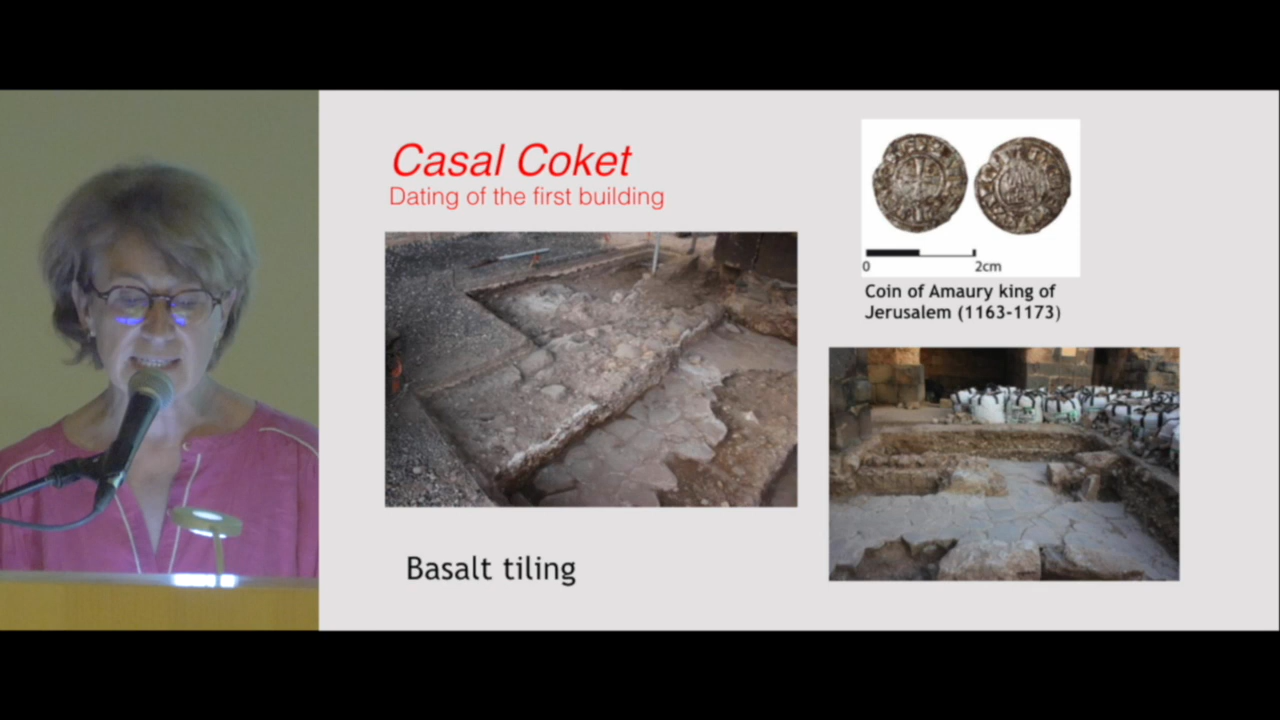 Casal Coket
Dating of the first building
0 2cm
Coin of Amaury king of
Jerusalem (1163-1173)
Basalt tiling